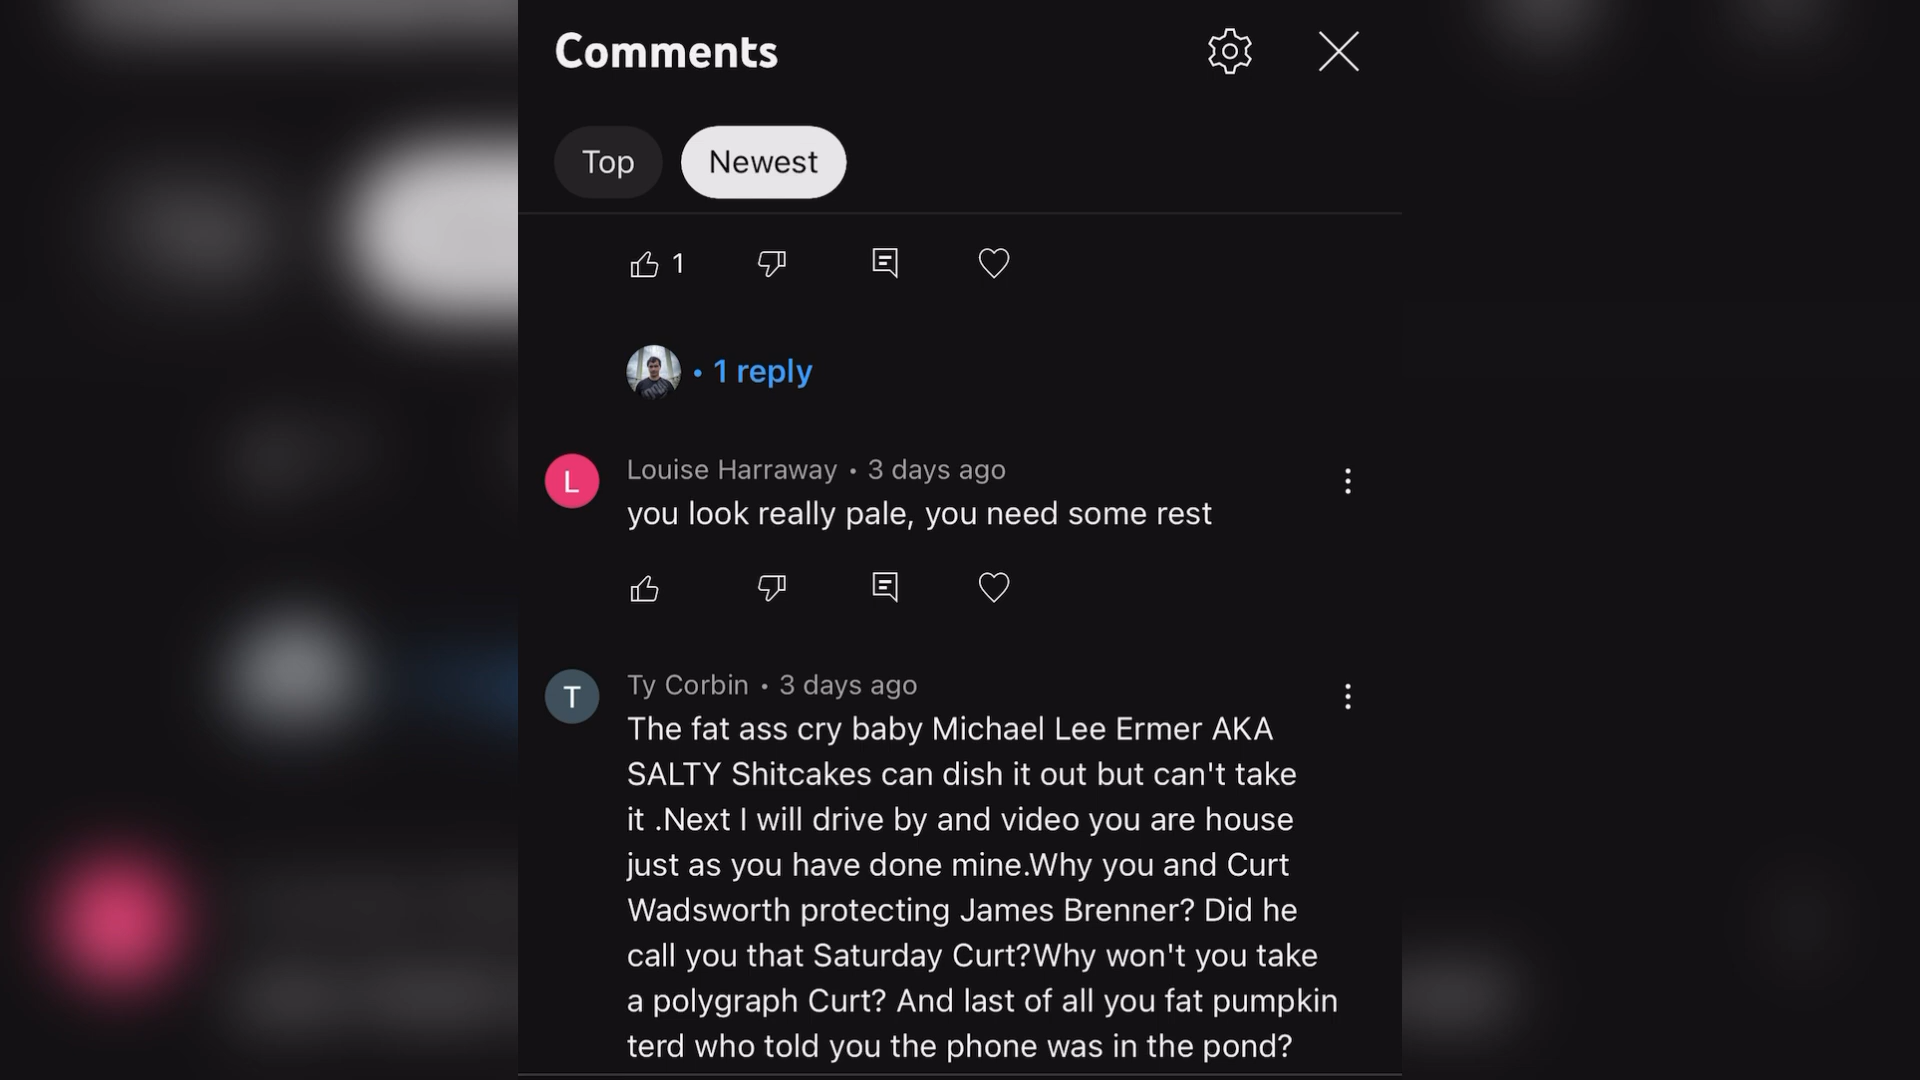 Comments
Top
Newest
1
• 1 reply
L
Louise Harraway • 3 days ago
you look really pale, you need some rest
T
Ty Corbin • 3 days ago
The fat ass cry baby Michael Lee Ermer AKA
SALTY Shitcakes can dish it out but can't take
it .Next I will drive by and video you are house
just as you have done mine.Why you and Curt
Wadsworth protecting James Brenner? Did he
call you that Saturday Curt?Why won't you take
a polygraph Curt? And last of all you fat pumpkin
terd who told you the phone was in the pond?